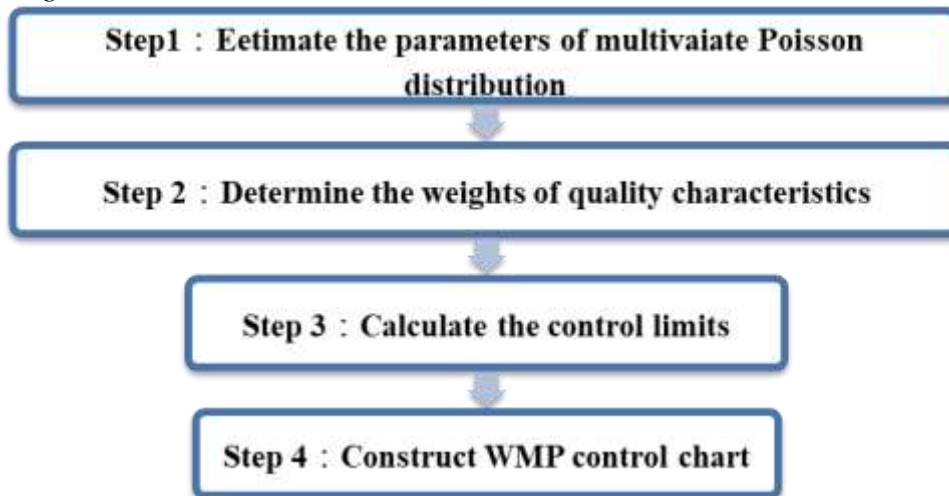 Step1：Eetimate the parameters of multivaiate Poisson
distribution
Step 2：Determine the weights of quality characteristics
Step 3：Calculate the control limits
Step 4：Construct WMP control chart